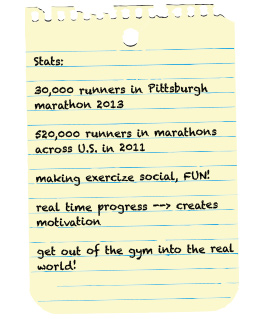 Stats:
30,000 runners in Pittsburgh
marathon 2013
520,000 runners in marathons
across U.S. in 2011
making exercize social, FUN!
real time progress --> creates
motivation
get out of the gym into the real
world!